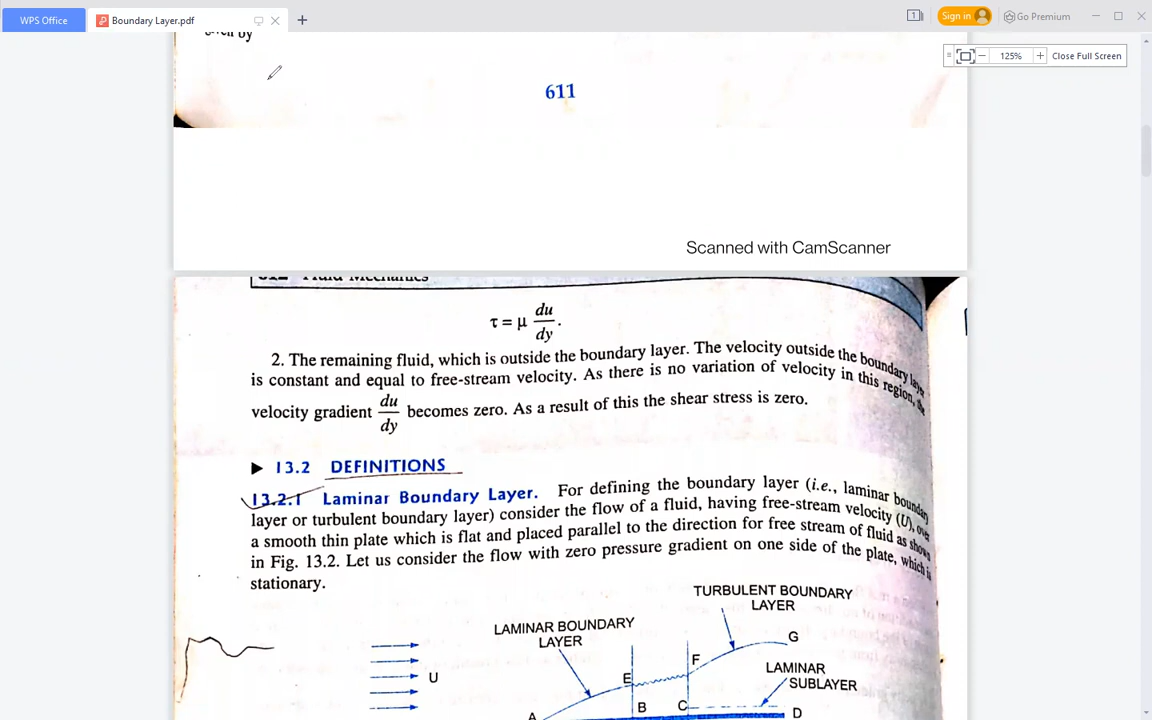 WPS Office
Boundary Layer.pdf
1
Sign in
Go Premium
125%
Close Full Screen
by
611
Scanned with CamScanner
Fluid Mechanics
τ = μ du/dy.
2. The remaining fluid, which is outside the boundary layer. The velocity outside the boundary layer
is constant and equal to free-stream velocity. As there is no variation of velocity in this region, the
velocity gradient du/dy becomes zero. As a result of this the shear stress is zero.
▶ 13.2 DEFINITIONS
13.2.1 Laminar Boundary Layer. For defining the boundary layer (i.e., laminar boundary
layer or turbulent boundary layer) consider the flow of a fluid, having free-stream velocity (U), over
a smooth thin plate which is flat and placed parallel to the direction for free stream of fluid as shown
in Fig. 13.2. Let us consider the flow with zero pressure gradient on one side of the plate, which is
stationary.
TURBULENT BOUNDARY
LAYER
LAMINAR BOUNDARY
LAYER
G
F
LAMINAR
SUBLAYER
U
E
B
C
D
A